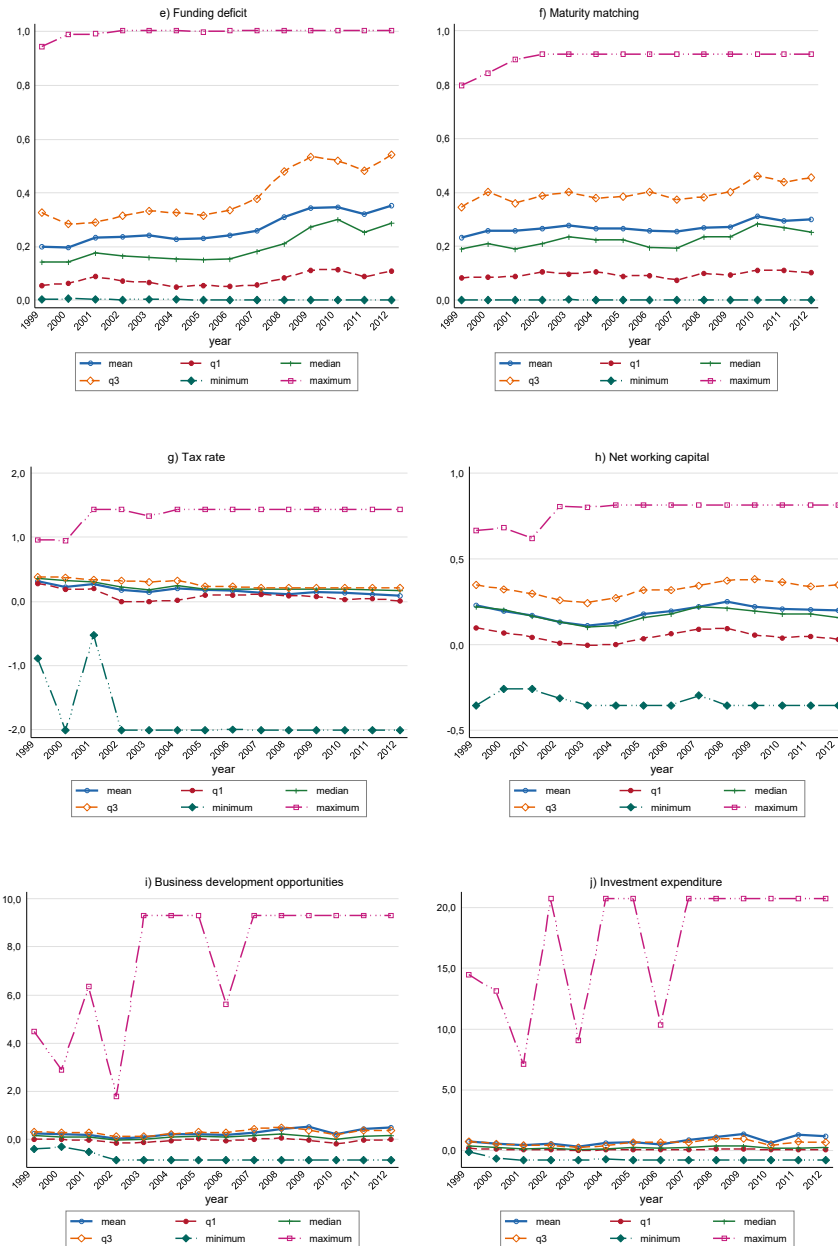 e) Funding deficit
1,0
0,8
0,6
0,4
0,2
0,0
1999 2000 2001 2002 2003 2004 2005 2006 2007 2008 2009 2010 2011 2012
year
mean q1 median
q3 minimum maximum
f) Maturity matching
1,0
0,8
0,6
0,4
0,2
0,0
1999 2000 2001 2002 2003 2004 2005 2006 2007 2008 2009 2010 2011 2012
year
mean q1 median
q3 minimum maximum
g) Tax rate
2,0
1,0
0,0
-1,0
-2,0
1999 2000 2001 2002 2003 2004 2005 2006 2007 2008 2009 2010 2011 2012
year
mean q1 median
q3 minimum maximum
h) Net working capital
1,0
0,5
0,0
-0,5
1999 2000 2001 2002 2003 2004 2005 2006 2007 2008 2009 2010 2011 2012
year
mean q1 median
q3 minimum maximum
i) Business development opportunities
10,0
8,0
6,0
4,0
2,0
0,0
1999 2000 2001 2002 2003 2004 2005 2006 2007 2008 2009 2010 2011 2012
year
mean q1 median
q3 minimum maximum
j) Investment expenditure
20,0
15,0
10,0
5,0
0,0
1999 2000 2001 2002 2003 2004 2005 2006 2007 2008 2009 2010 2011 2012
year
mean q1 median
q3 minimum maximum